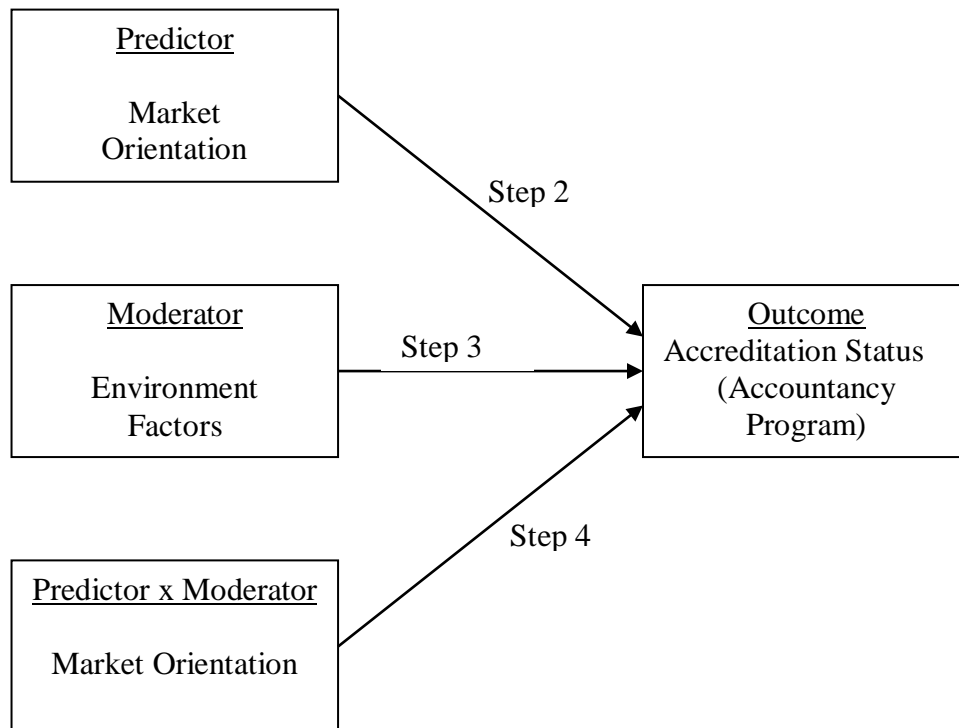 Predictor
Market
Orientation
Step 2
Moderator
Environment
Factors
Step 3
Outcome
Accreditation Status
(Accountancy
Program)
Step 4
Predictor x Moderator
Market Orientation